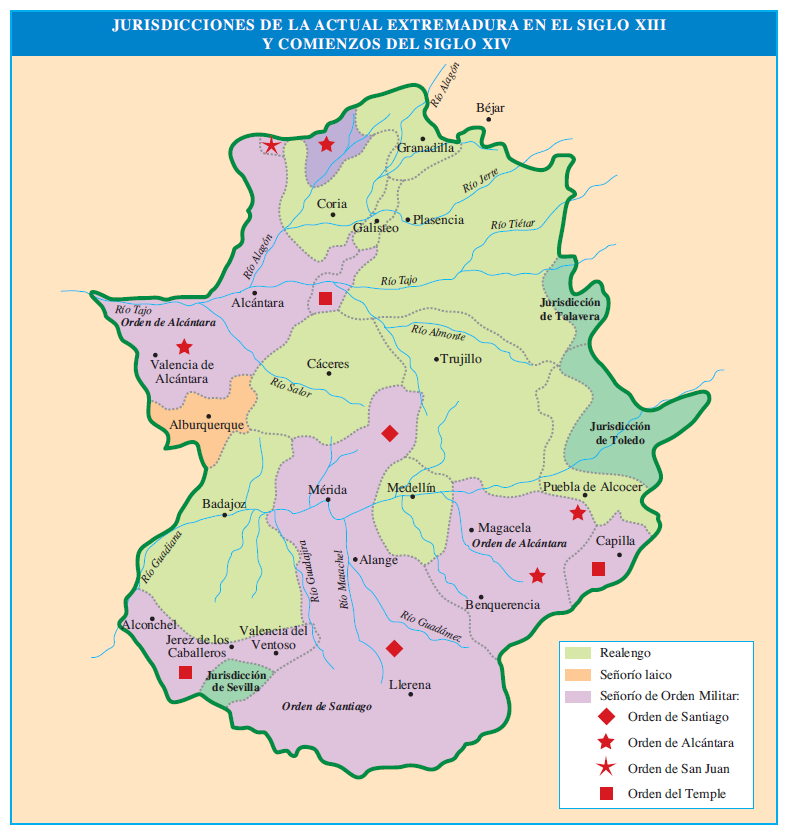 JURISDICCIONES DE LA ACTUAL EXTREMADURA EN EL SIGLO XIII
Y COMIENZOS DEL SIGLO XIV
Río Alagón
Béjar
Granadilla
Río Jerte
Coria
Galisteo
Plasencia
Río Tiétar
Río Alagón
Río Tajo
Alcántara
Río Tajo
Orden de Alcántara
Jurisdicción
de Talavera
Río Almonte
Trujillo
Valencia de
Alcántara
Cáceres
Río Salor
Alburquerque
Jurisdicción
de Toledo
Mérida
Medellín
Puebla de Alcocer
Badajoz
Magacela
Orden de Alcántara
Capilla
Río Guadiana
Río Guadajira
Río Matachel
Alange
Benquerencia
Río Guadámez
Alconchel
Jerez de los
Caballeros
Valencia del
Ventoso
Jurisdicción
de Sevilla
Llerena
Orden de Santiago
Realengo
Señorío laico
Señorío de Orden Militar:
Orden de Santiago
Orden de Alcántara
Orden de San Juan
Orden del Temple